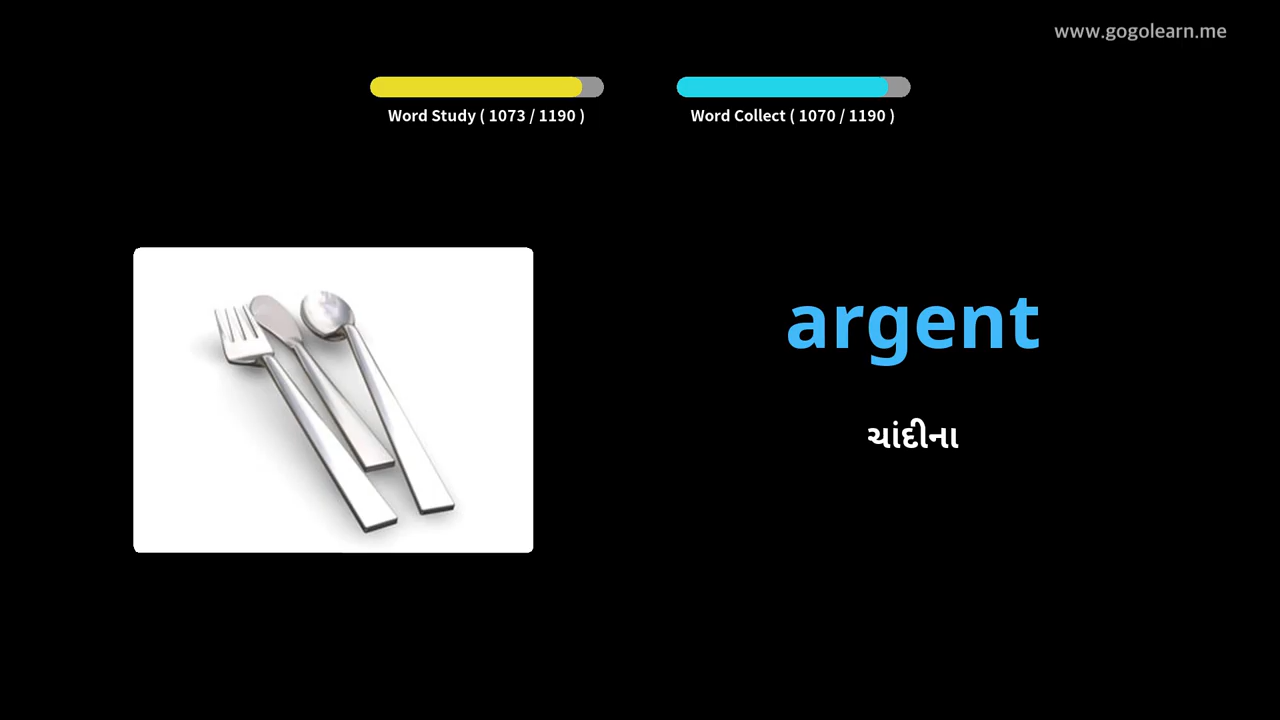 www.gogolearn.me
Word Study ( 1073 / 1190 )
Word Collect ( 1070 / 1190 )
argent
ચાંદીના